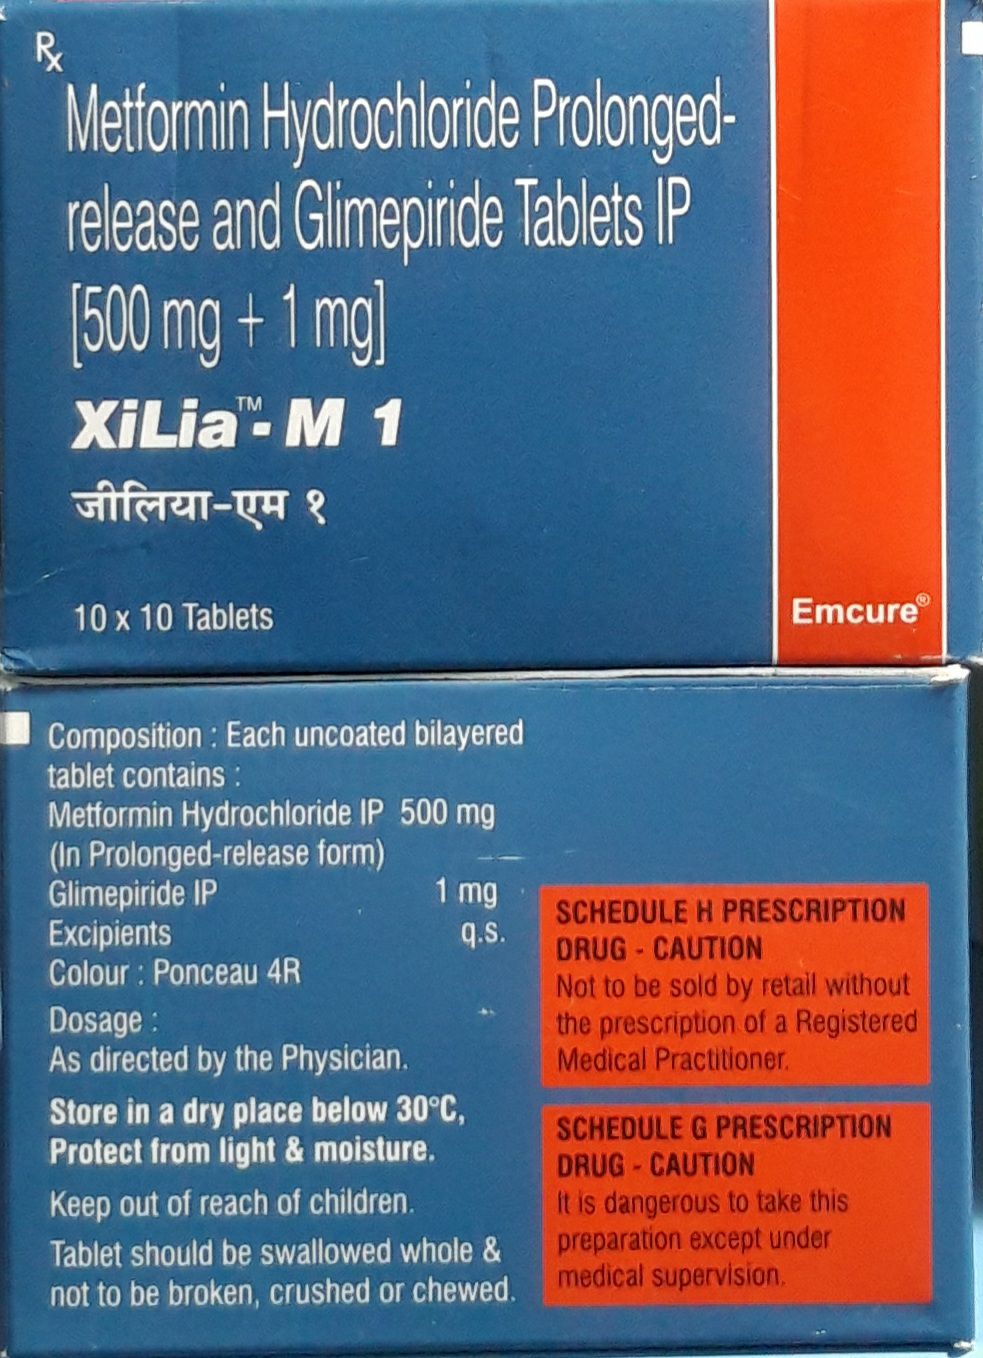 Rx
Metformin Hydrochloride Prolonged-
release and Glimepiride Tablets IP
[500 mg + 1 mg]
XiLia™- M 1
जीलिया-एम १
10 x 10 Tablets
Emcure®
Composition : Each uncoated bilayered
tablet contains :
Metformin Hydrochloride IP 500 mg
(In Prolonged-release form)
Glimepiride IP 1 mg
Excipients q.s.
Colour : Ponceau 4R
Dosage :
As directed by the Physician.
Store in a dry place below 30°C,
Protect from light & moisture.
Keep out of reach of children.
Tablet should be swallowed whole &
not to be broken, crushed or chewed.
SCHEDULE H PRESCRIPTION
DRUG - CAUTION
Not to be sold by retail without
the prescription of a Registered
Medical Practitioner.
SCHEDULE G PRESCRIPTION
DRUG - CAUTION
It is dangerous to take this
preparation except under
medical supervision.